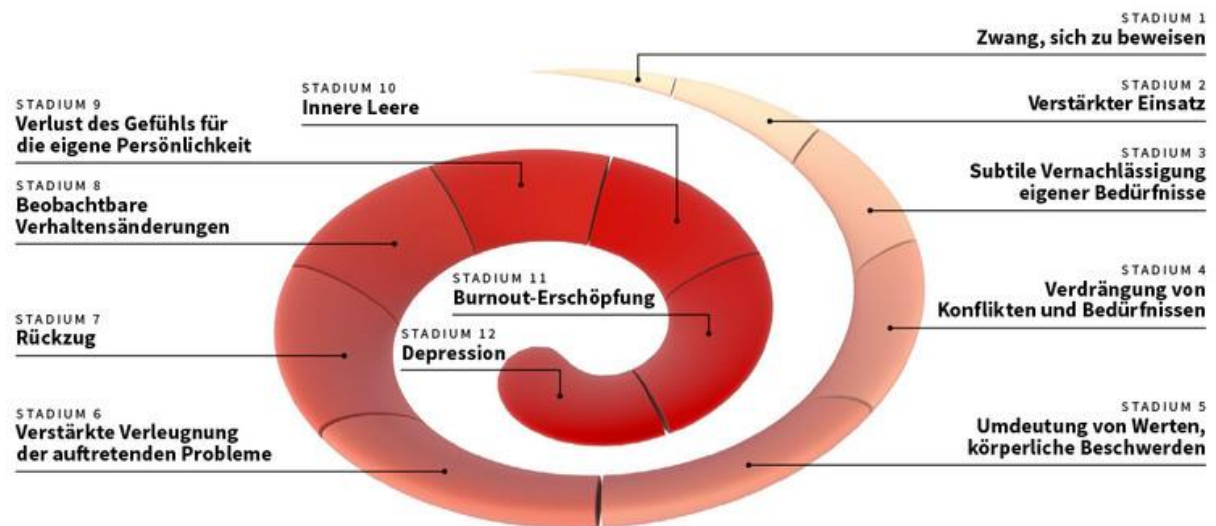 STADIUM 1
Zwang, sich zu beweisen
STADIUM 2
Verstärkter Einsatz
STADIUM 3
Subtile Vernachlässigung
eigener Bedürfnisse
STADIUM 4
Verdrängung von
Konflikten und Bedürfnissen
STADIUM 5
Umdeutung von Werten,
körperliche Beschwerden
STADIUM 6
Verstärkte Verleugnung
der auftretenden Probleme
STADIUM 7
Rückzug
STADIUM 8
Beobachtbare
Verhaltensänderungen
STADIUM 9
Verlust des Gefühls für
die eigene Persönlichkeit
STADIUM 10
Innere Leere
STADIUM 11
Burnout-Erschöpfung
STADIUM 12
Depression